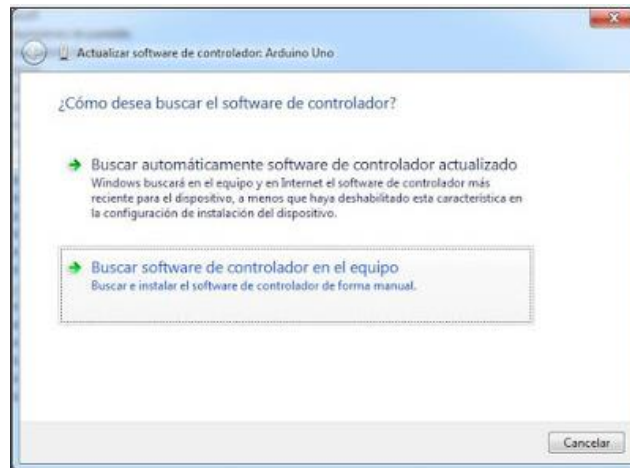 Actualizar software de controlador: Arduino Uno
¿Cómo desea buscar el software de controlador?
Buscar automáticamente software de controlador actualizado
Windows buscará en el equipo y en Internet el software de controlador más
reciente para el dispositivo, a menos que haya deshabilitado esta característica en
la configuración de instalación del dispositivo.
Buscar software de controlador en el equipo
Buscar e instalar el software de controlador de forma manual.
Cancelar